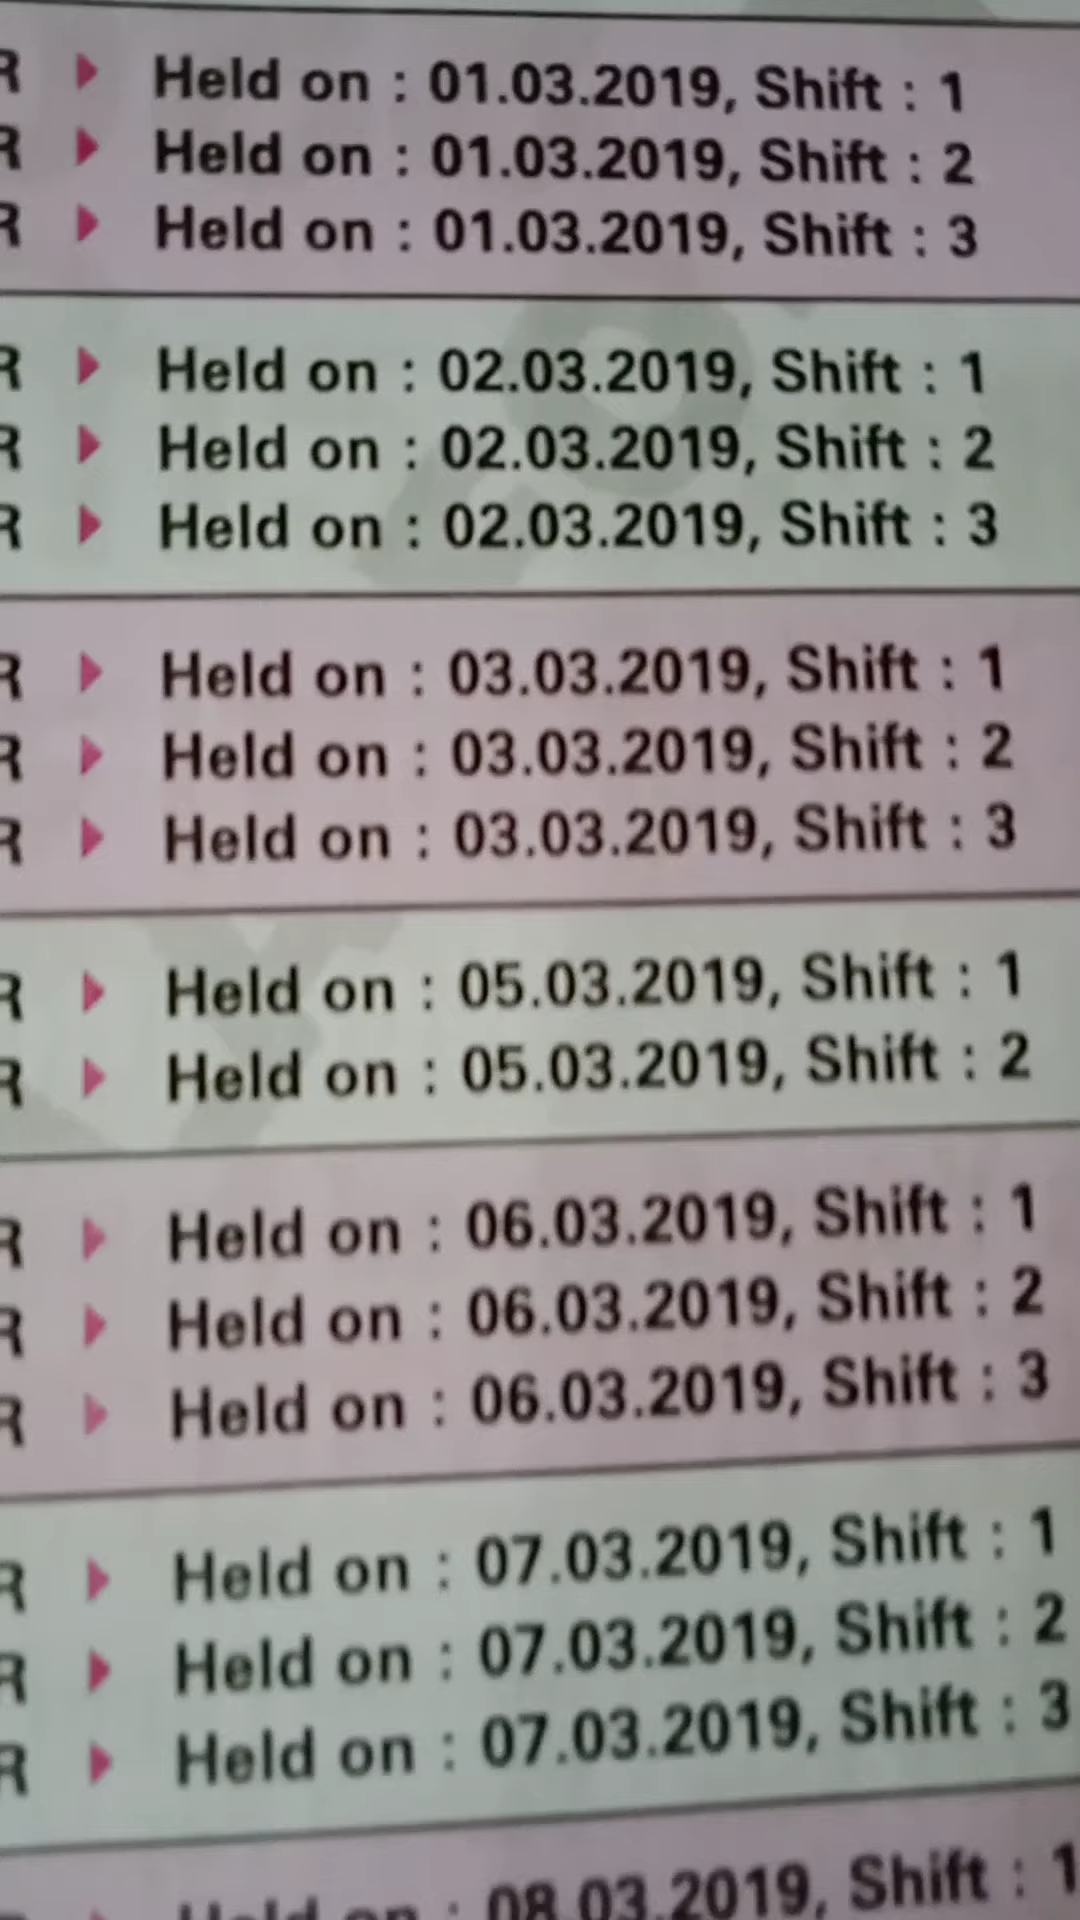 R Held on : 01.03.2019, Shift : 1
R Held on : 01.03.2019, Shift : 2
R Held on : 01.03.2019, Shift : 3
R Held on : 02.03.2019, Shift : 1
R Held on : 02.03.2019, Shift : 2
R Held on : 02.03.2019, Shift : 3
R Held on : 03.03.2019, Shift : 1
R Held on : 03.03.2019, Shift : 2
R Held on : 03.03.2019, Shift : 3
R Held on : 05.03.2019, Shift : 1
R Held on : 05.03.2019, Shift : 2
R Held on : 06.03.2019, Shift : 1
R Held on : 06.03.2019, Shift : 2
R Held on : 06.03.2019, Shift : 3
R Held on : 07.03.2019, Shift : 1
R Held on : 07.03.2019, Shift : 2
R Held on : 07.03.2019, Shift : 3
Held on : 08.03.2019, Shift : 1